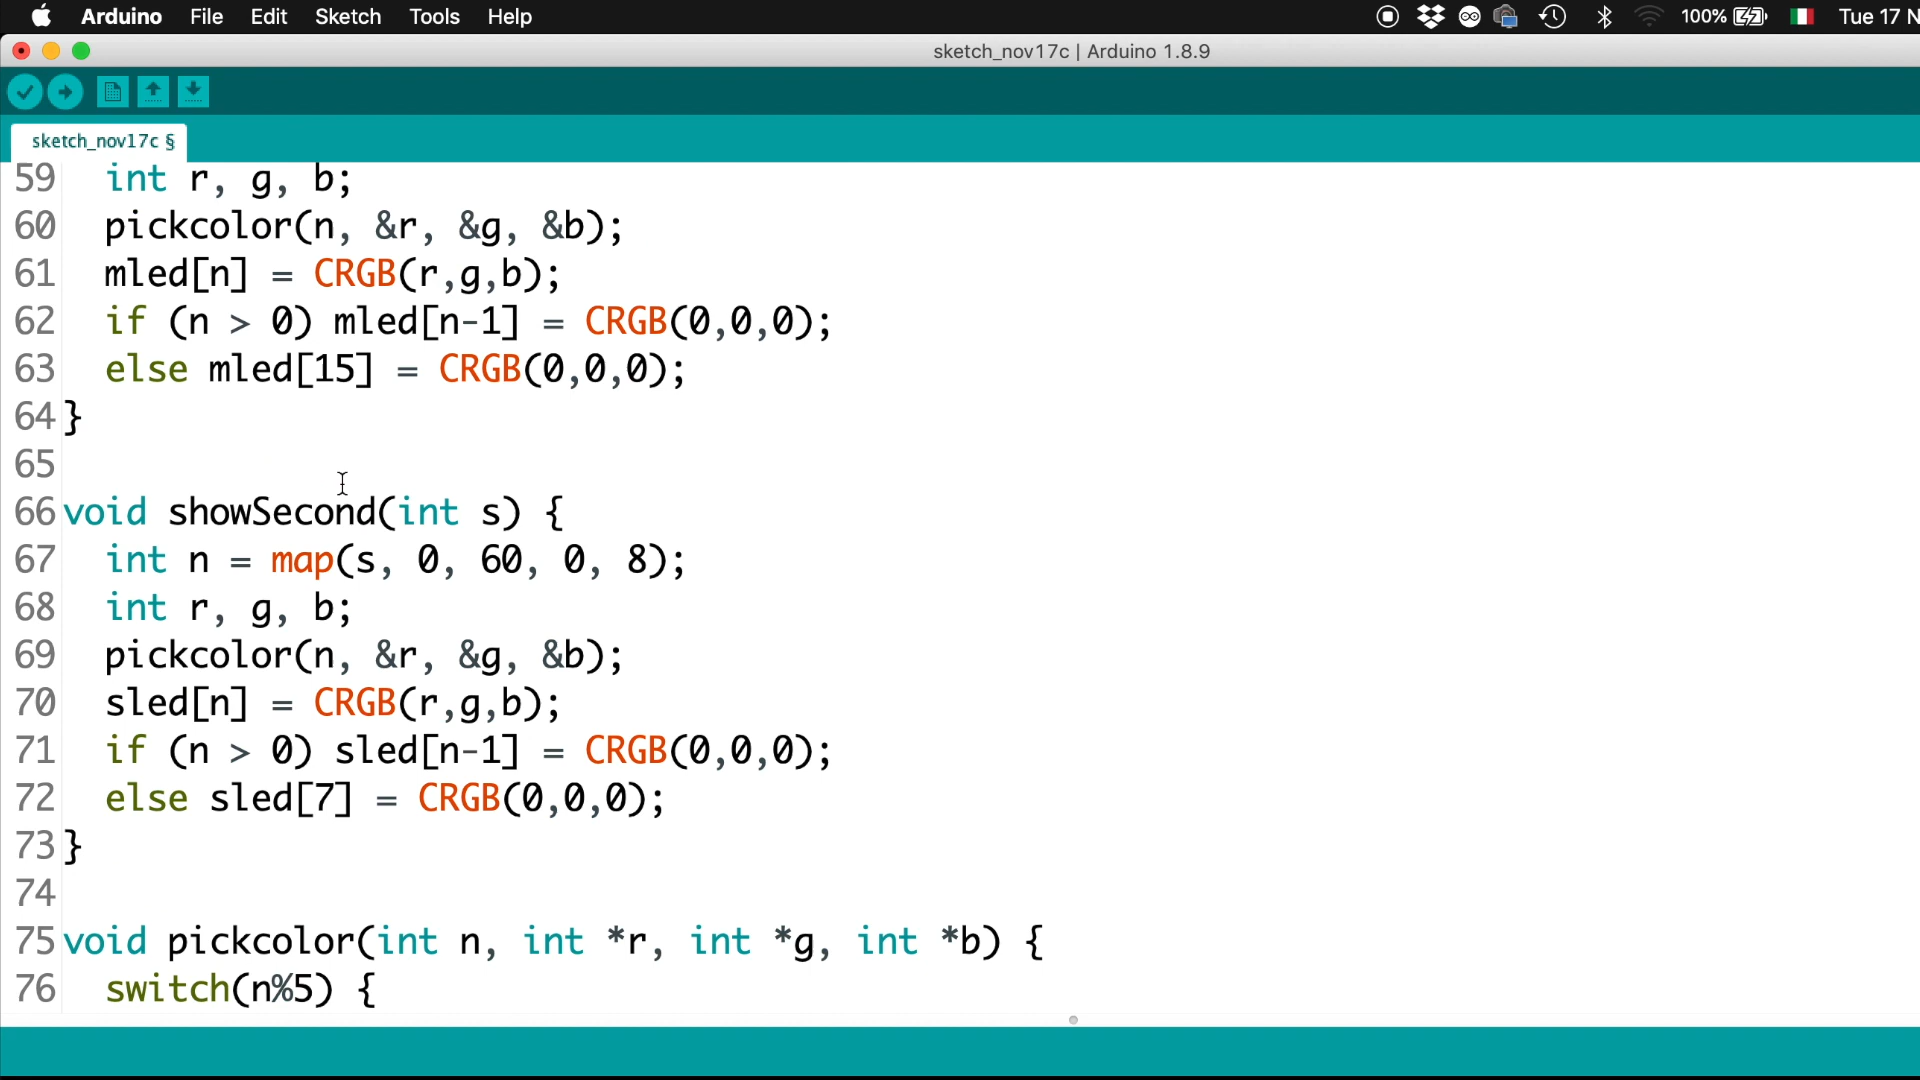 Arduino File Edit Sketch Tools Help 100% Tue 17 N
sketch_nov17c | Arduino 1.8.9
sketch_nov17c §
59 int r, g, b;
60 pickcolor(n, &r, &g, &b);
61 mled[n] = CRGB(r,g,b);
62 if (n > 0) mled[n-1] = CRGB(0,0,0);
63 else mled[15] = CRGB(0,0,0);
64 }
65
66 void showSecond(int s) {
67 int n = map(s, 0, 60, 0, 8);
68 int r, g, b;
69 pickcolor(n, &r, &g, &b);
70 sled[n] = CRGB(r,g,b);
71 if (n > 0) sled[n-1] = CRGB(0,0,0);
72 else sled[7] = CRGB(0,0,0);
73 }
74
75 void pickcolor(int n, int *r, int *g, int *b) {
76 switch(n%5) {